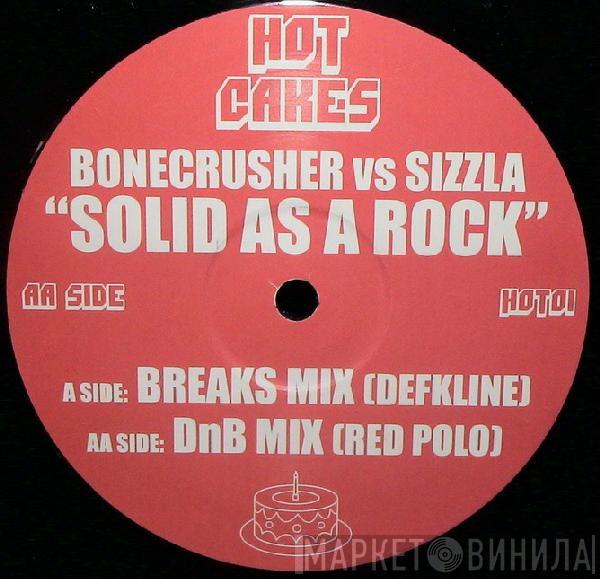 HOT
CAKES
BONECRUSHER vs SIZZLA
“SOLID AS A ROCK”
AA SIDE
HOT01
A SIDE: BREAKS MIX (DEFKLINE)
AA SIDE: DnB MIX (RED POLO)
МАРКЕТ ВИНИЛА